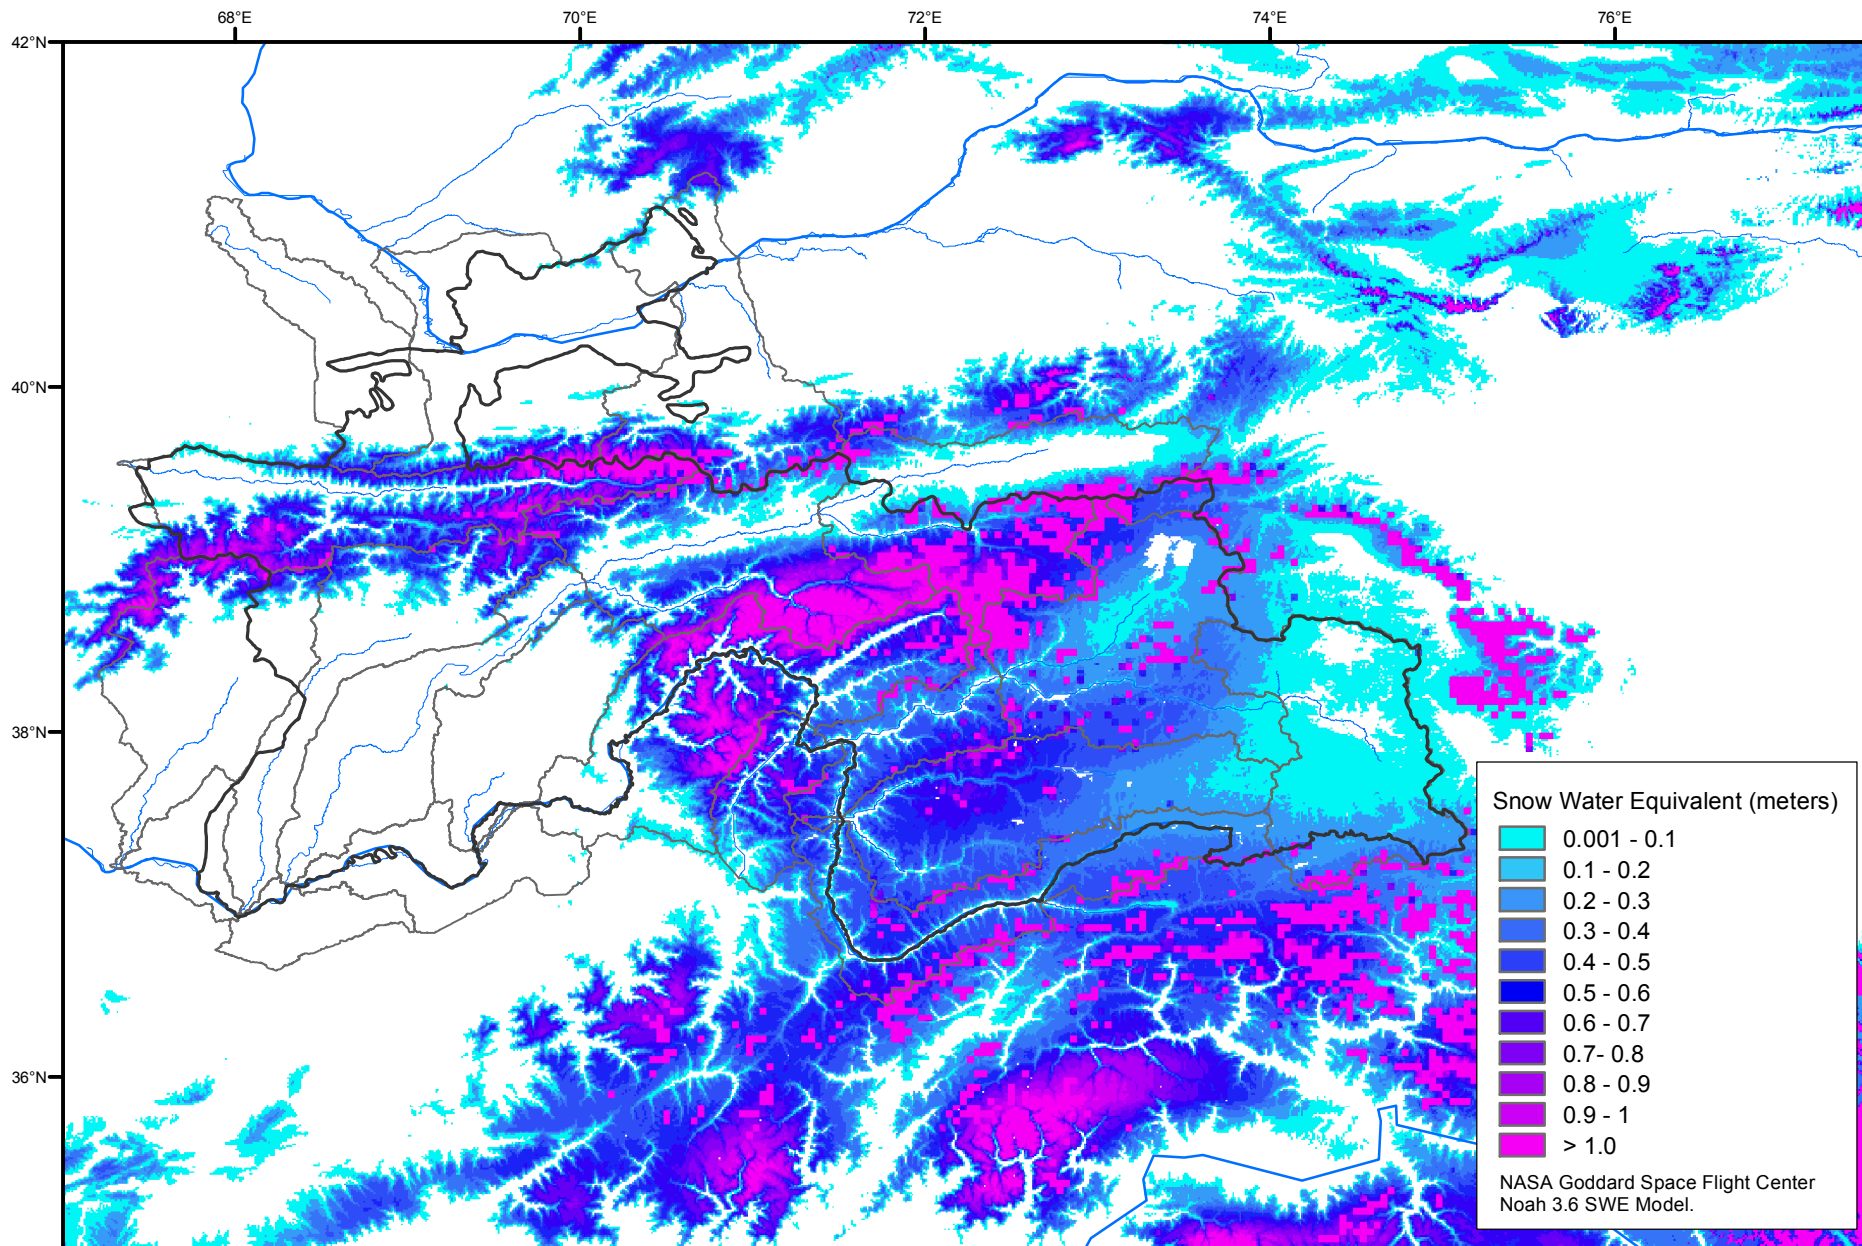 68°E 70°E 72°E 74°E 76°E
42°N
40°N
38°N
36°N
Snow Water Equivalent (meters)
0.001 - 0.1
0.1 - 0.2
0.2 - 0.3
0.3 - 0.4
0.4 - 0.5
0.5 - 0.6
0.6 - 0.7
0.7- 0.8
0.8 - 0.9
0.9 - 1
> 1.0
NASA Goddard Space Flight Center
Noah 3.6 SWE Model.